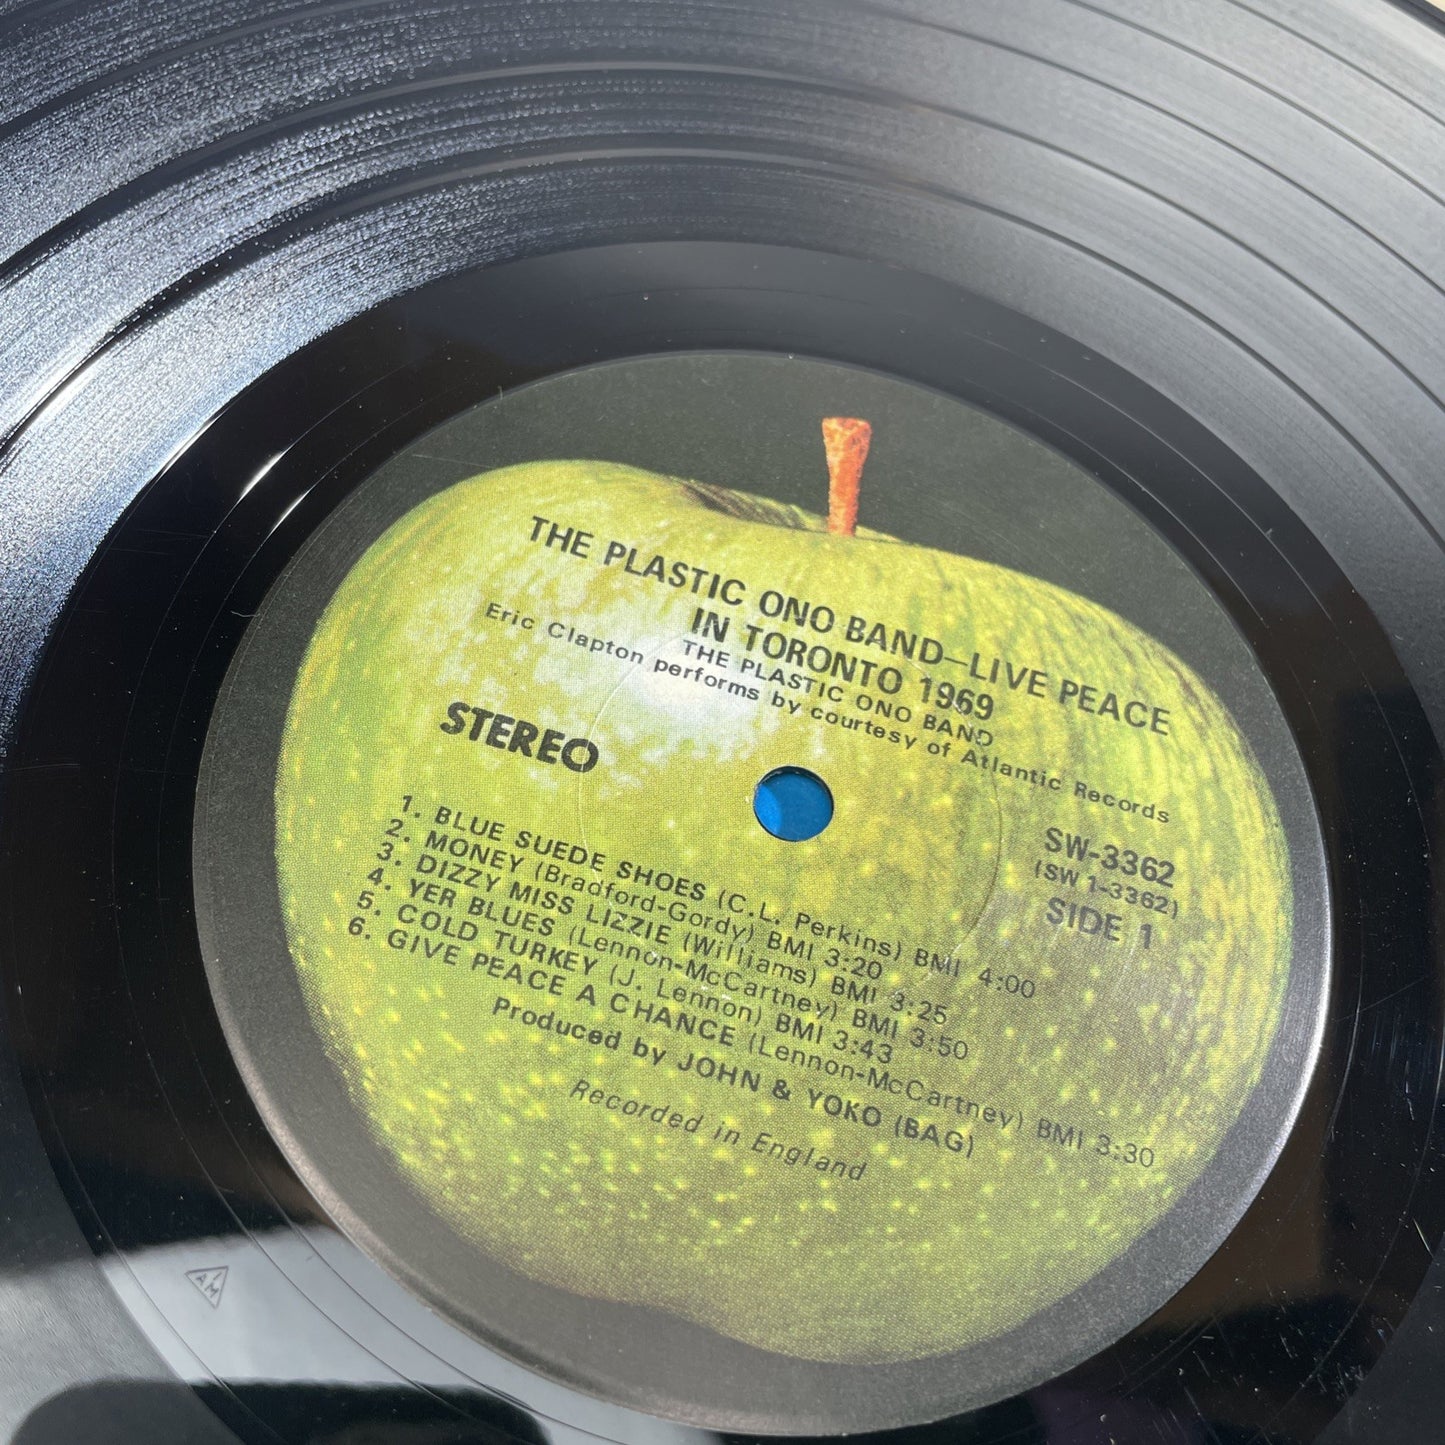 THE PLASTIC ONO BAND—LIVE PEACE
IN TORONTO 1969
THE PLASTIC ONO BAND
Eric Clapton performs by courtesy of Atlantic Records
STEREO
SW-3362
(SW 1-3362)
SIDE 1
1. BLUE SUEDE SHOES (C.L. Perkins) BMI 4:00
2. MONEY (Bradford-Gordy) BMI 3:20
3. DIZZY MISS LIZZIE (Williams) BMI 3:25
4. YER BLUES (Lennon-McCartney) BMI 3:50
5. COLD TURKEY (J. Lennon) BMI 3:43
6. GIVE PEACE A CHANCE (Lennon-McCartney) BMI 3:30
Produced by JOHN & YOKO (BAG)
Recorded in England
IAM